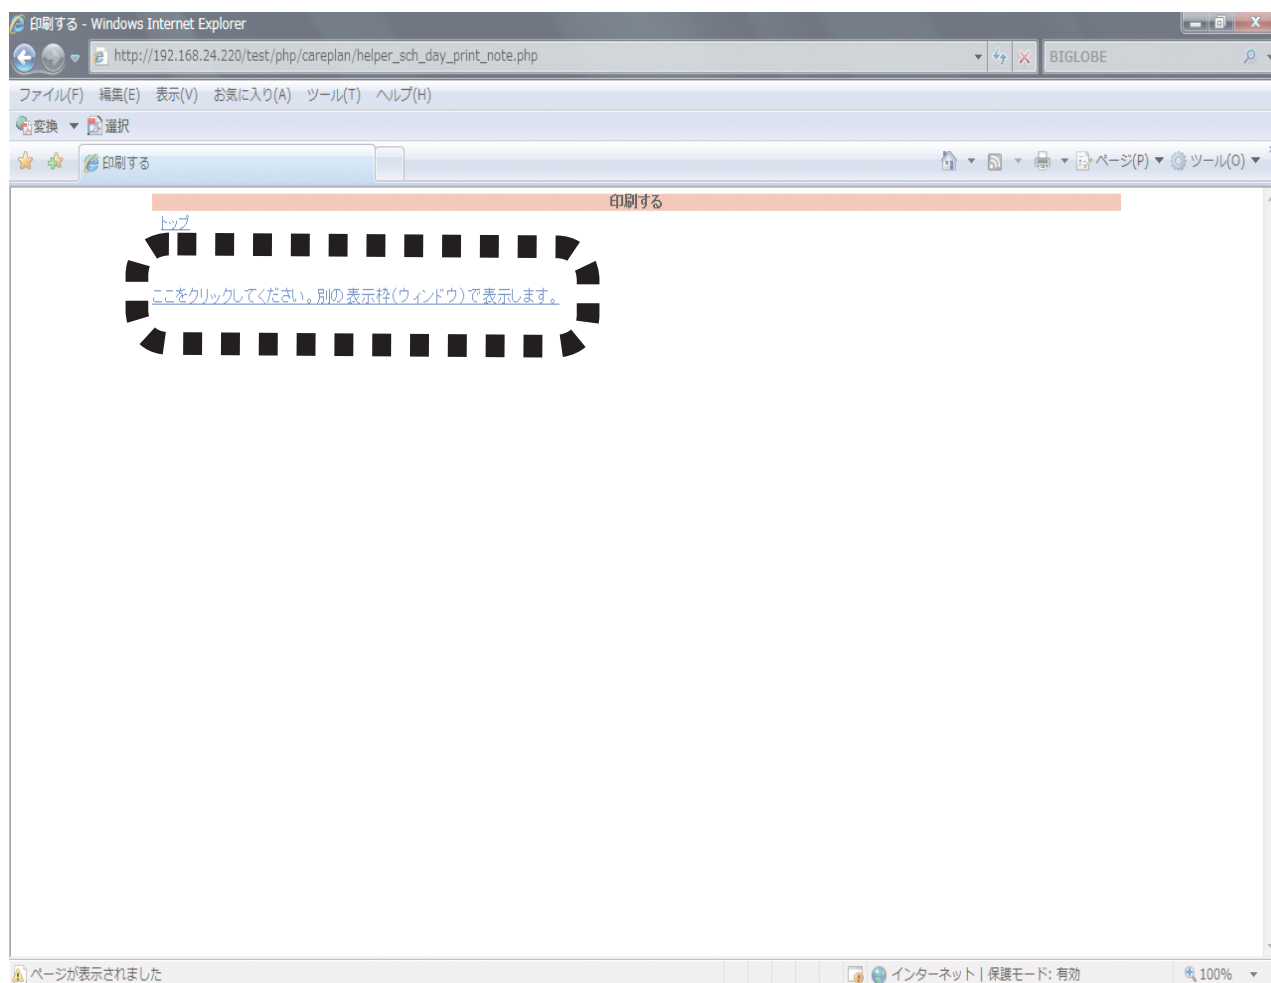 印刷する - Windows Internet Explorer
http://192.168.24.220/test/php/careplan/helper_sch_day_print_note.php
BIGLOBE
ファイル(F) 編集(E) 表示(V) お気に入り(A) ツール(T) ヘルプ(H)
変換 選択
印刷する
ページ(P) ツール(O)
印刷する
トップ
ここをクリックしてください。別の表示枠(ウィンドウ)で表示します。
ページが表示されました
インターネット | 保護モード: 有効
100%